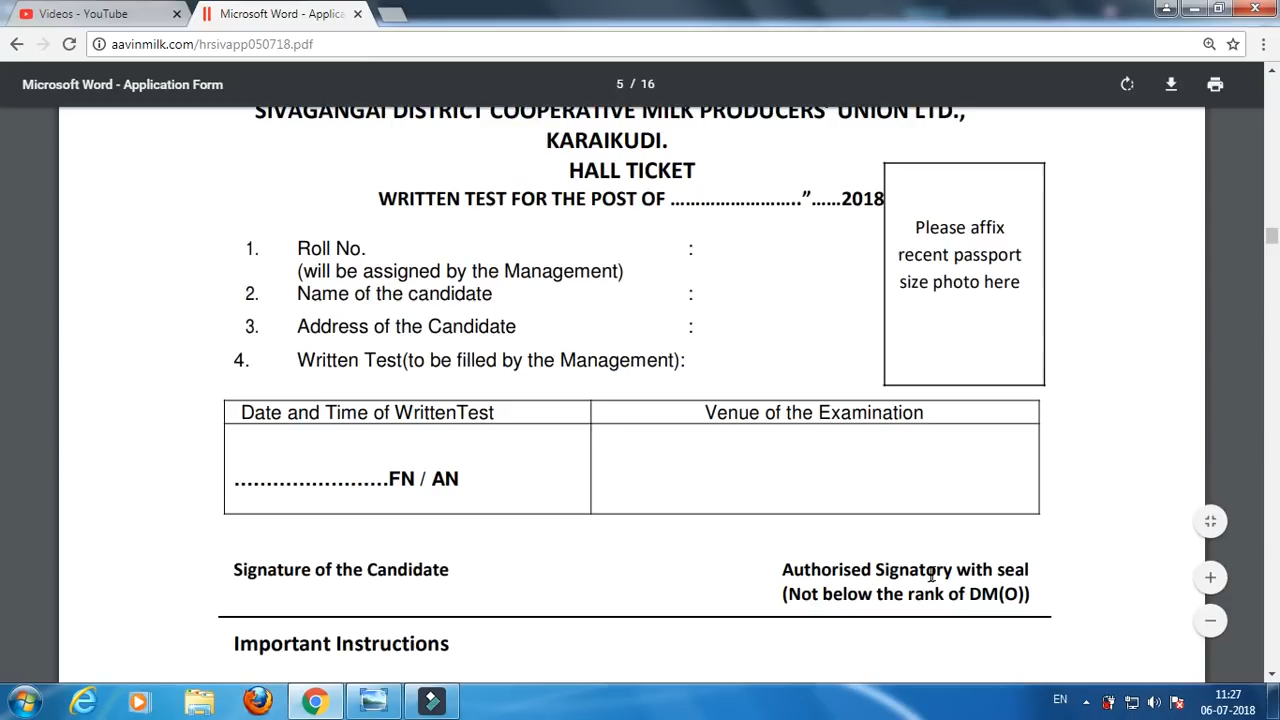 Videos - YouTube
Microsoft Word - Applica
aavinmilk.com/hrsivapp050718.pdf
Microsoft Word - Application Form
5 / 16
SIVAGANGAI DISTRICT COOPERATIVE MILK PRODUCERS' UNION LTD.,
KARAIKUDI.
HALL TICKET
WRITTEN TEST FOR THE POST OF ……………………..”……2018
Please affix
recent passport
size photo here
1. Roll No. :
(will be assigned by the Management)
2. Name of the candidate :
3. Address of the Candidate :
4. Written Test(to be filled by the Management):
Date and Time of WrittenTest Venue of the Examination
……………………FN / AN
Signature of the Candidate Authorised Signatory with seal
(Not below the rank of DM(O))
Important Instructions
EN 11:27
06-07-2018